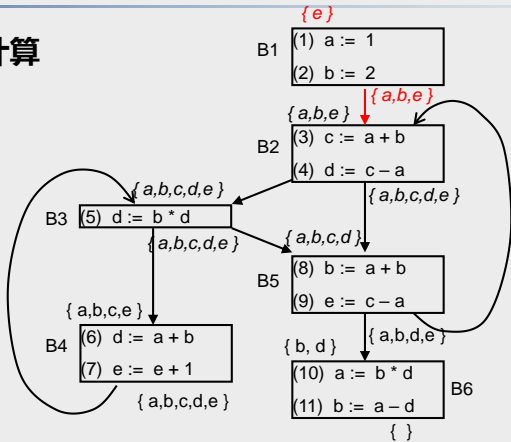 计算
{ e }
B1
(1) a := 1
(2) b := 2
{ a,b,e }
{ a,b,e }
B2
(3) c := a + b
(4) d := c – a
{ a,b,c,d,e }
{ a,b,c,d,e }
B3
(5) d := b * d
{ a,b,c,d,e }
{ a,b,c,d }
B5
(8) b := a + b
(9) e := c – a
{ a,b,c,e }
B4
(6) d := a + b
(7) e := e + 1
{ a,b,c,d,e }
{ a,b,d,e }
{ b, d }
(10) a := b * d
(11) b := a – d
B6
{ }